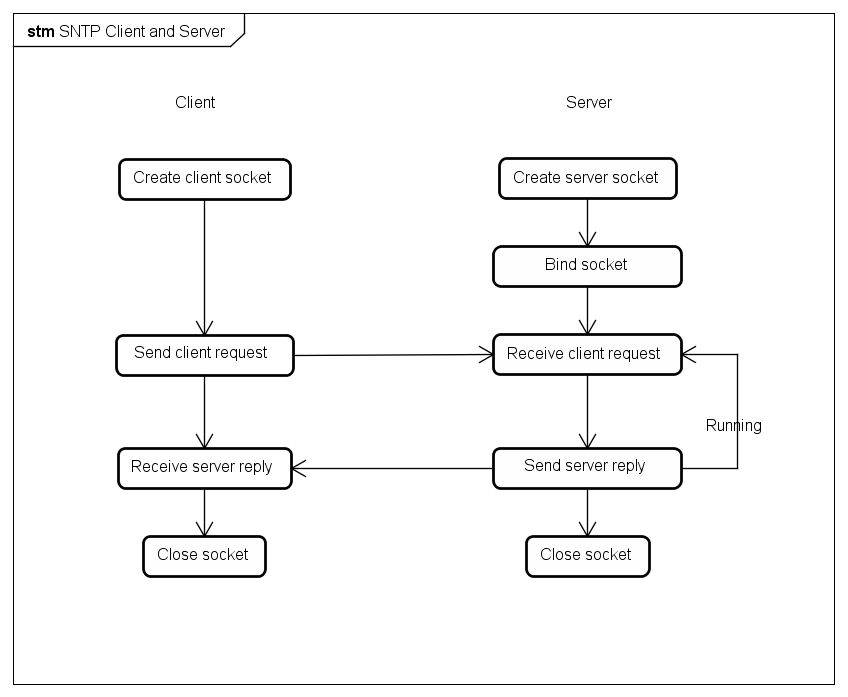 stm SNTP Client and Server
Client
Server
Create client socket
Create server socket
Bind socket
Send client request
Receive client request
Running
Receive server reply
Send server reply
Close socket
Close socket